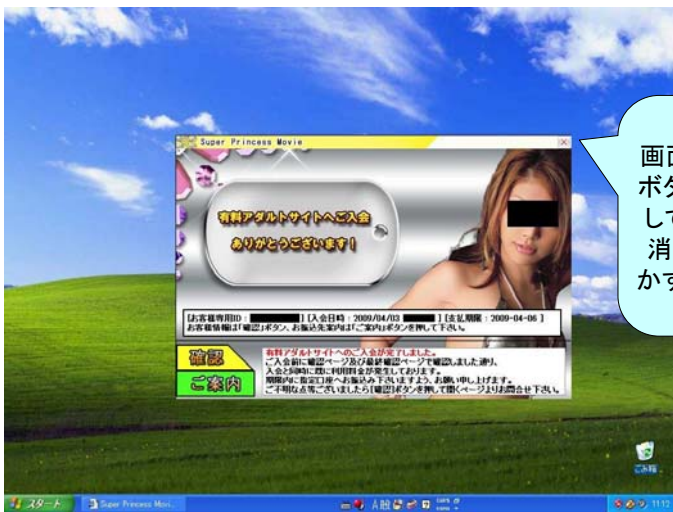 Super Princess Movie
有料アダルトサイトへご入会
ありがとうございます！
[お客様専用ID： ] [入会日時：2009/04/03 ] [支払期限：2009-04-06 ]
お客様情報は「確認」ボタン、お振込先案内は「ご案内」ボタンを押して下さい。
確認
ご案内
有料アダルトサイトへのご入会が完了しました。
ご入会前に確認ページ及び最終確認ページで確認しました通り、
入会と同時に既に利用料金が発生しております。
期限内に指定口座へお振込み下さいますよう、お願い申し上げます。
ご不明な点等ございましたら「確認」ボタンを押して開くページよりお問合せ下さい。
画面
ボタ
して
消
かす
ごみ箱
スタート
Super Princess Movi...
A 般
CAPS
KANA
11:12